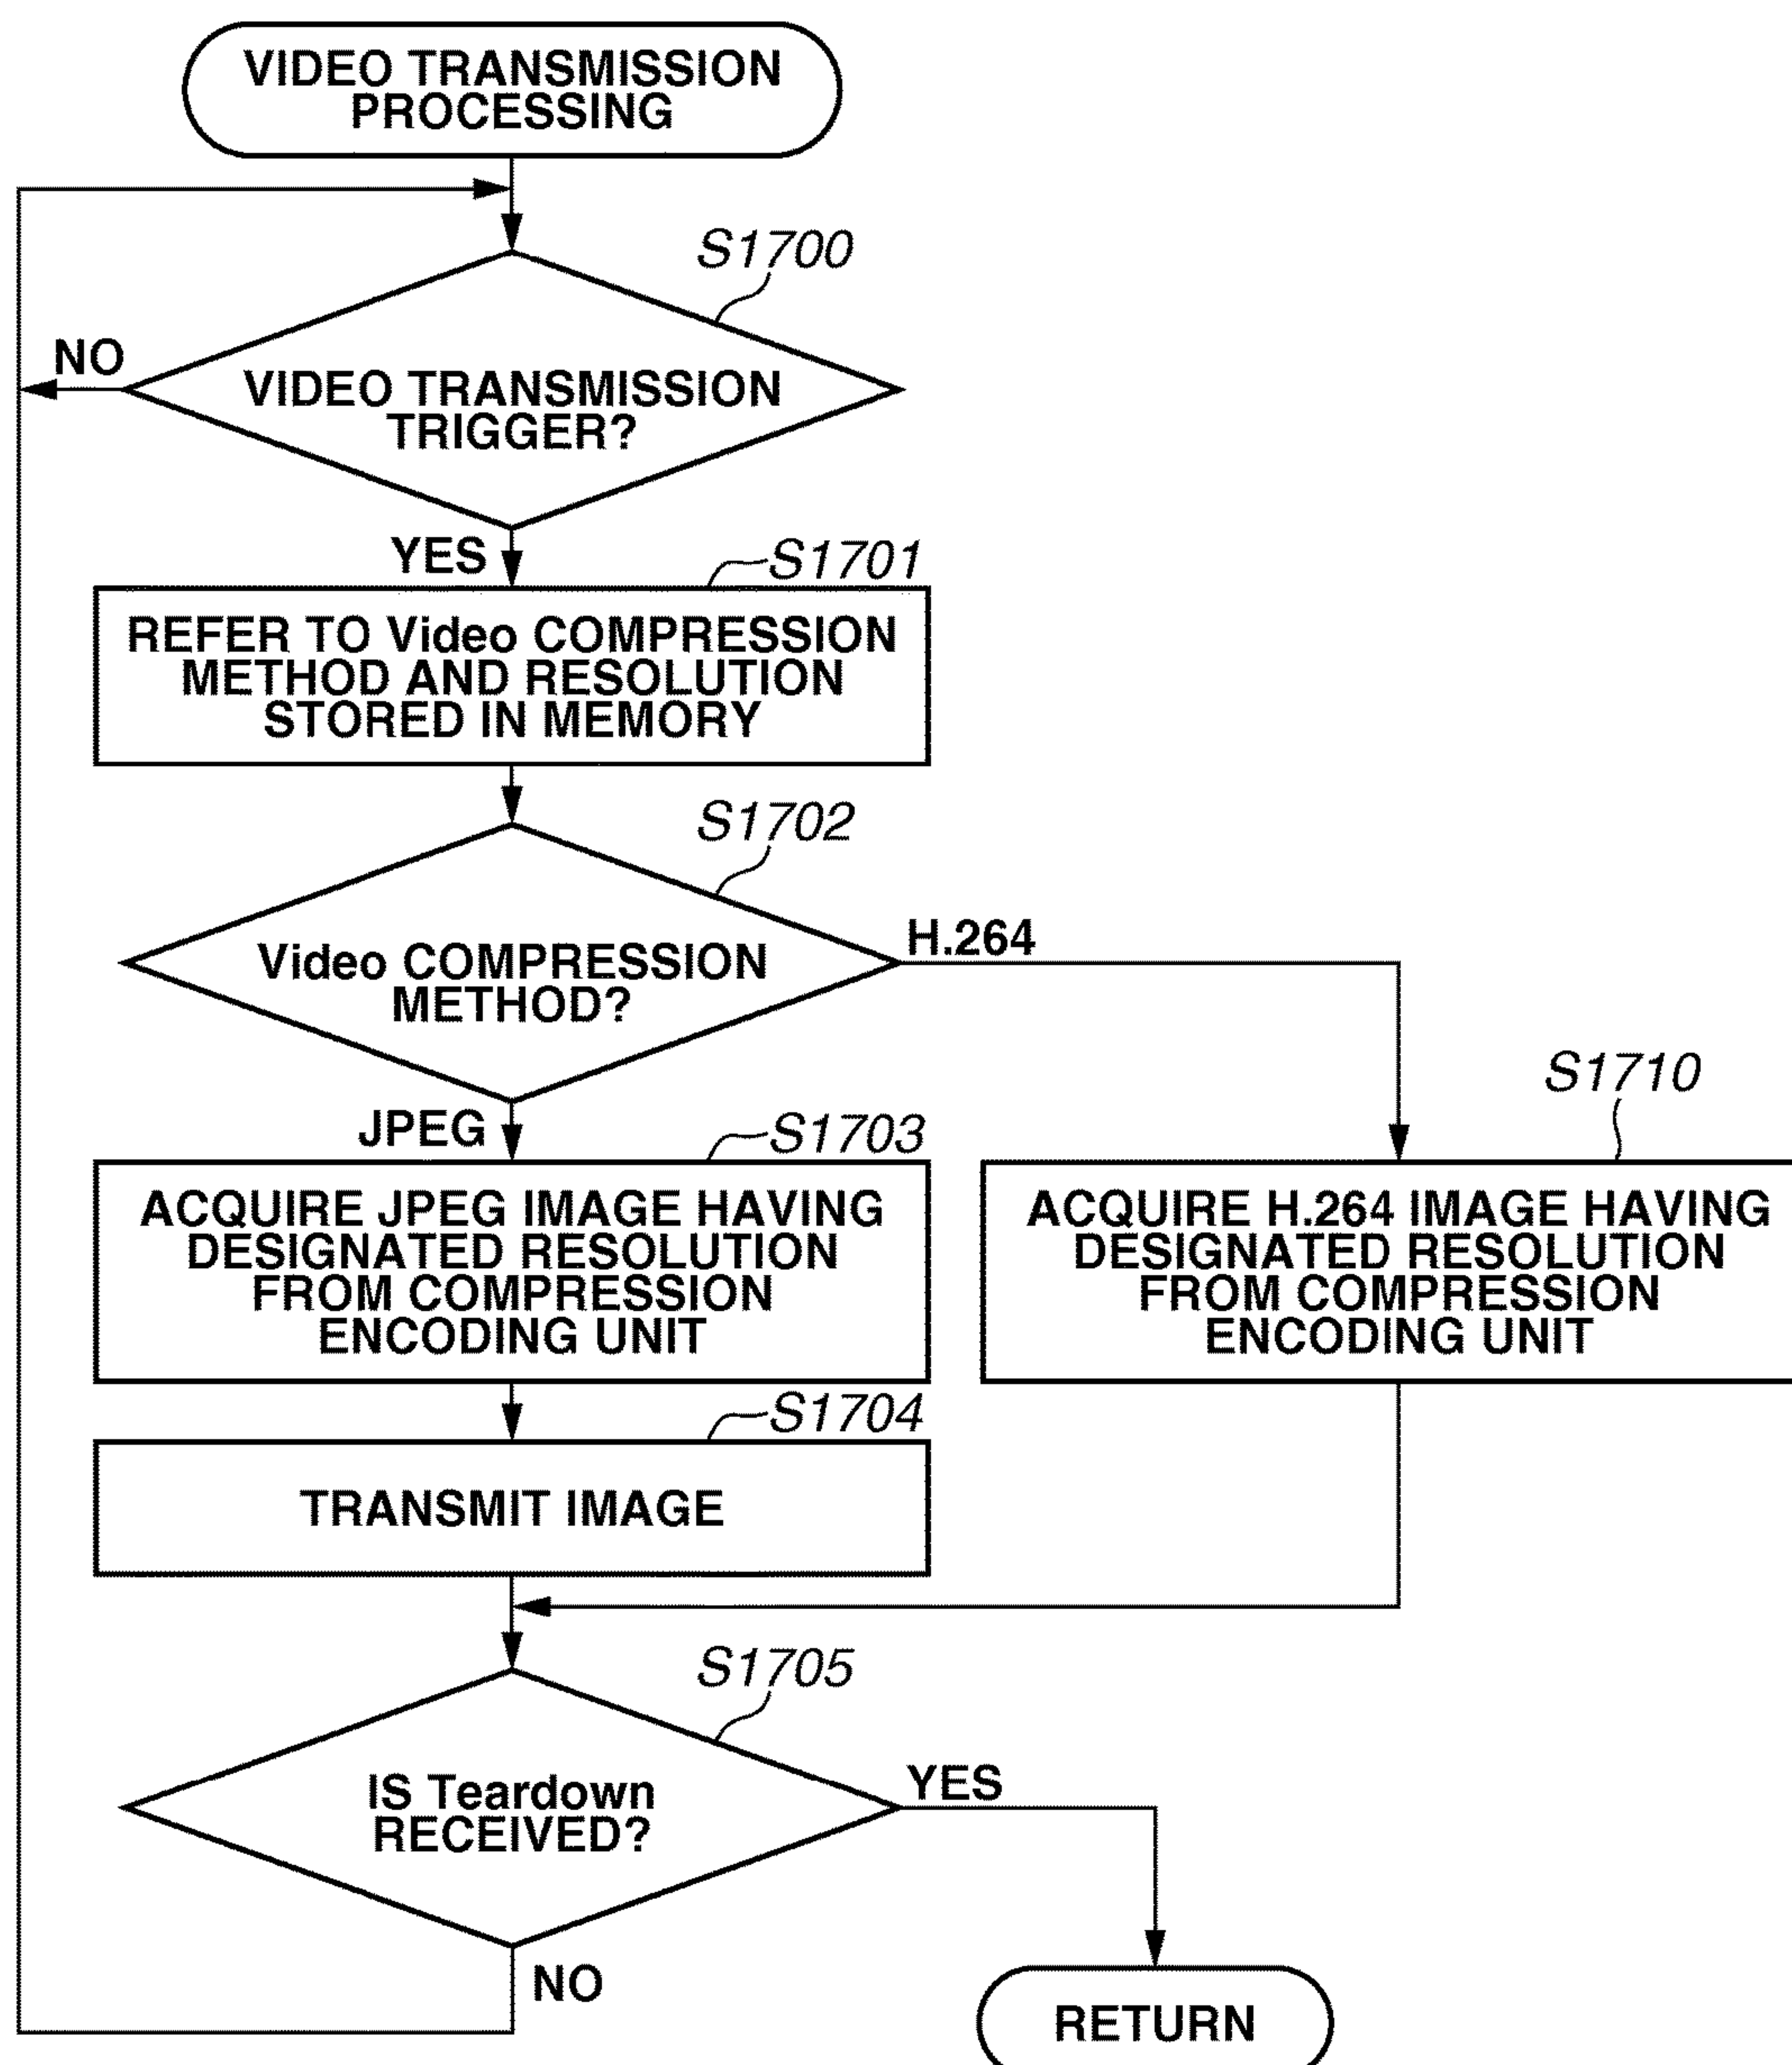 VIDEO TRANSMISSION
PROCESSING
S1700
NO
VIDEO TRANSMISSION
TRIGGER?
YES
S1701
REFER TO Video COMPRESSION
METHOD AND RESOLUTION
STORED IN MEMORY
S1702
H.264
Video COMPRESSION
METHOD?
S1710
JPEG
S1703
ACQUIRE JPEG IMAGE HAVING
DESIGNATED RESOLUTION
FROM COMPRESSION
ENCODING UNIT
ACQUIRE H.264 IMAGE HAVING
DESIGNATED RESOLUTION
FROM COMPRESSION
ENCODING UNIT
S1704
TRANSMIT IMAGE
S1705
YES
IS Teardown
RECEIVED?
NO
RETURN